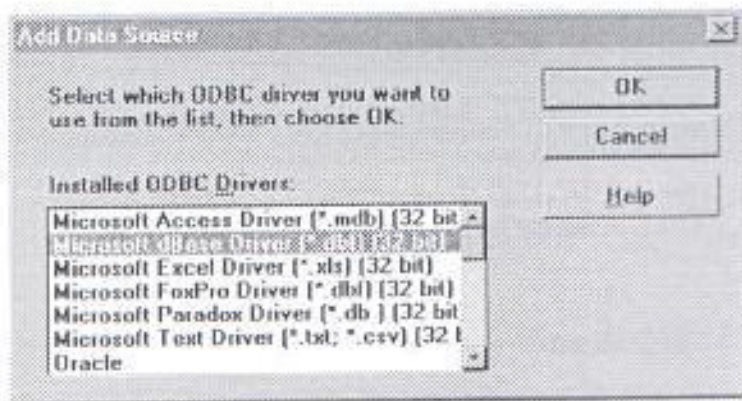 Add Data Source
Select which ODBC driver you want to
use from the list, then choose OK.
OK
Cancel
Help
Installed ODBC Drivers:
Microsoft Access Driver (*.mdb) (32 bit
Microsoft dBase Driver (*.dbf) (32 bit)
Microsoft Excel Driver (*.xls) (32 bit)
Microsoft FoxPro Driver (*.dbf) (32 bit)
Microsoft Paradox Driver (*.db ) (32 bit
Microsoft Text Driver (*.txt; *.csv) (32 b
Oracle